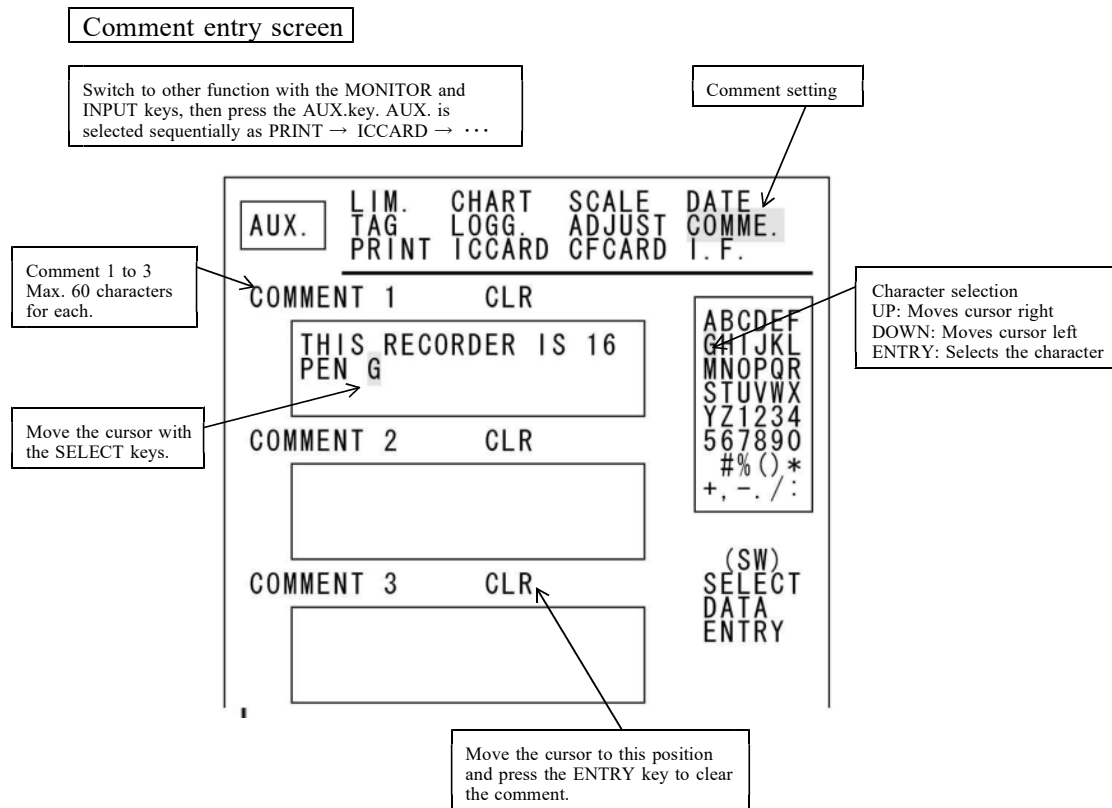 Comment entry screen
Switch to other function with the MONITOR and
INPUT keys, then press the AUX.key. AUX. is
selected sequentially as PRINT → ICCARD → ···
Comment setting
AUX.
LIM. CHART SCALE DATE
TAG LOGG. ADJUST COMME.
PRINT ICCARD CFCARD I.F.
Comment 1 to 3
Max. 60 characters
for each.
COMMENT 1 CLR
THIS RECORDER IS 16
PEN G
Move the cursor with
the SELECT keys.
COMMENT 2 CLR
COMMENT 3 CLR
ABCDEF
GHIJKL
MNOPQR
STUVWX
YZ1234
567890
#%()*
+,-./:
Character selection
UP: Moves cursor right
DOWN: Moves cursor left
ENTRY: Selects the character
(SW)
SELECT
DATA
ENTRY
Move the cursor to this position
and press the ENTRY key to clear
the comment.